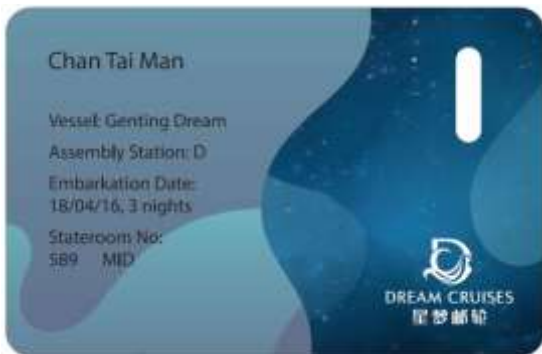 Chan Tai Man
Vessel: Genting Dream
Assembly Station: D
Embarkation Date:
18/04/16, 3 nights
Stateroom No:
589 MID
DREAM CRUISES
星梦邮轮